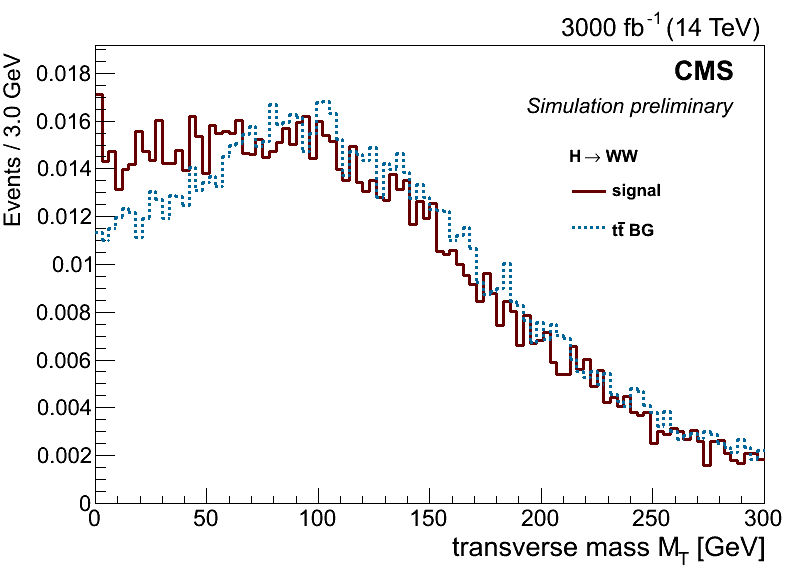 3000 fb⁻¹ (14 TeV)
CMS
Simulation preliminary
H → WW
signal
tt̄ BG
Events / 3.0 GeV
0.018
0.016
0.014
0.012
0.01
0.008
0.006
0.004
0.002
0
0 50 100 150 200 250 300
transverse mass M_T [GeV]